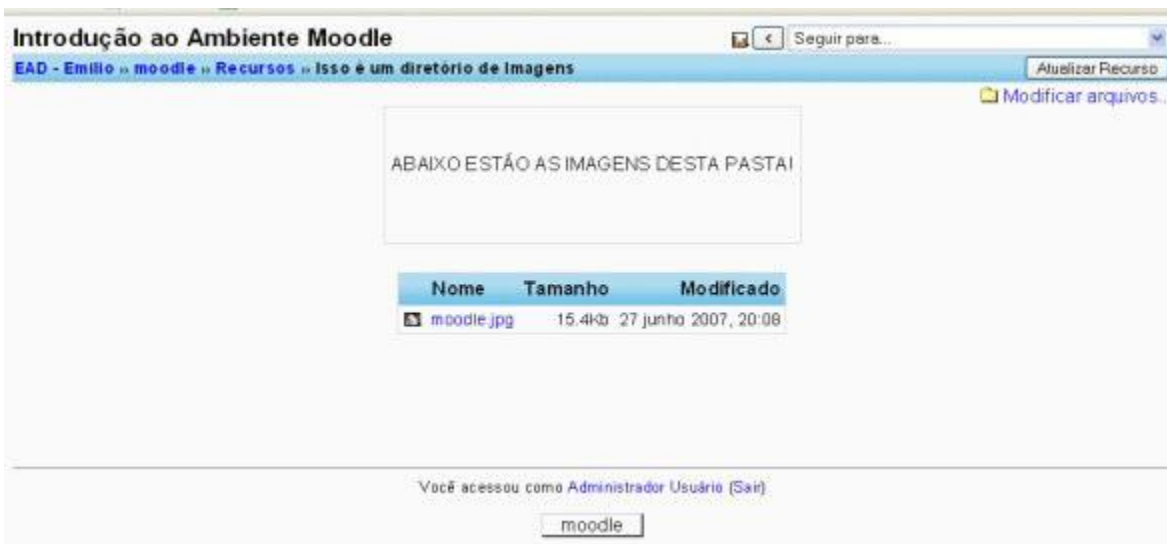 Introdução ao Ambiente Moodle
< Seguir para...
EAD - Emilio » moodle » Recursos » Isso é um diretório de Imagens
Atualizar Recurso
Modificar arquivos...
ABAIXO ESTÃO AS IMAGENS DESTA PASTA!
Nome Tamanho Modificado
moodle.jpg 15.4Kb 27 junho 2007, 20:08
Você acessou como Administrador Usuário (Sair)
moodle